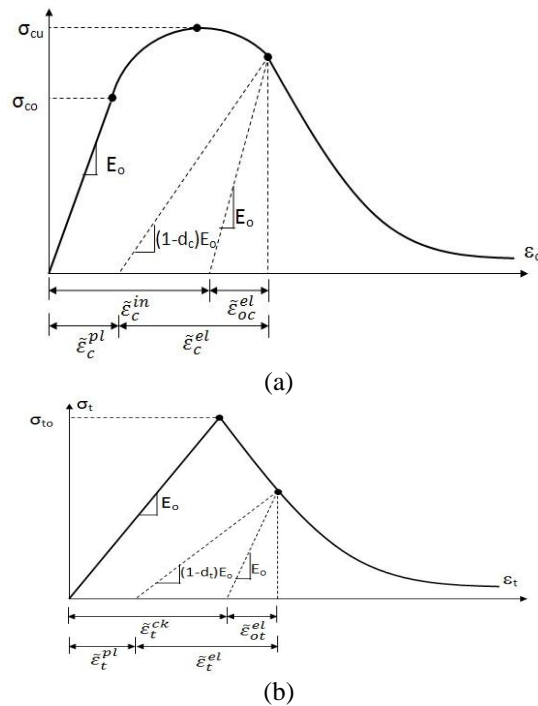 σcu
σco
Eo
Eo
(1-dc)Eo
εc
ε̃c^in
ε̃oc^el
ε̃c^pl
ε̃c^el
(a)
σt
σto
Eo
(1-dt)Eo
Eo
εt
ε̃t^ck
ε̃ot^el
ε̃t^pl
ε̃t^el
(b)